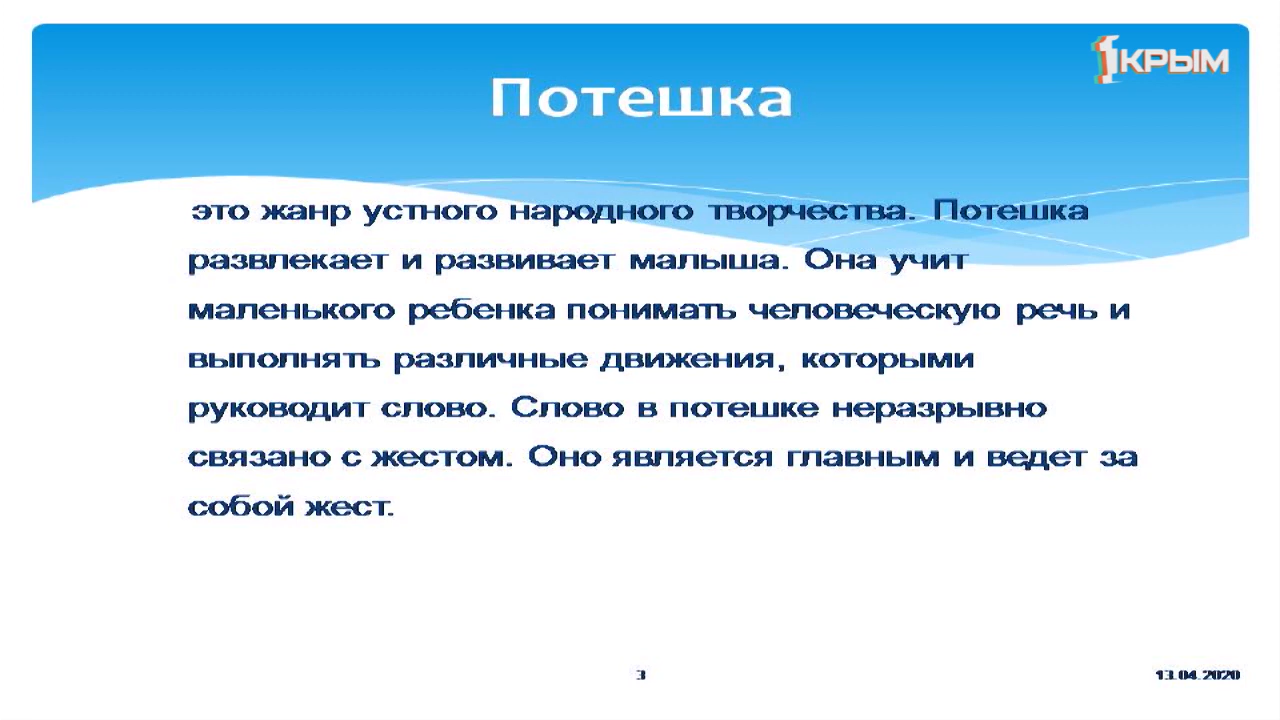 1КРЫМ
Потешка
это жанр устного народного творчества. Потешка
развлекает и развивает малыша. Она учит
маленького ребенка понимать человеческую речь и
выполнять различные движения, которыми
руководит слово. Слово в потешке неразрывно
связано с жестом. Оно является главным и ведет за
собой жест.
3
13.04.2020